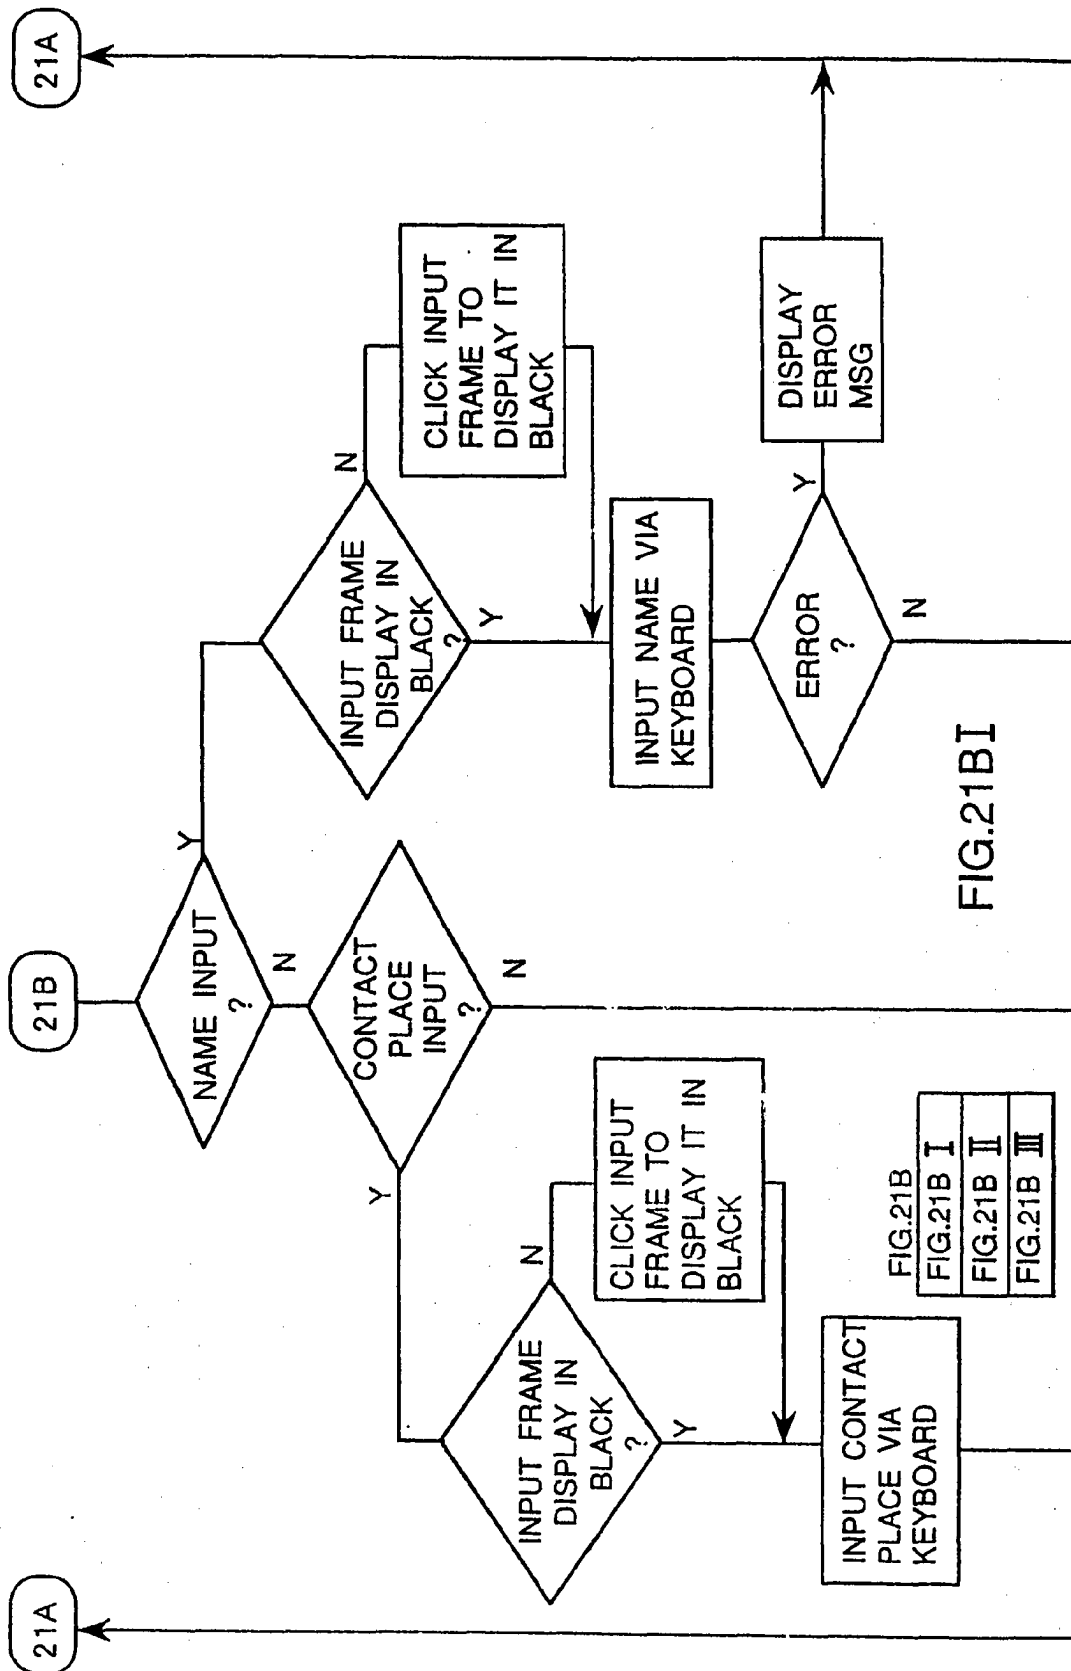 21A
21B
21A
NAME INPUT
?
Y
N
CONTACT
PLACE
INPUT
?
Y
N
INPUT FRAME
DISPLAY IN
BLACK
?
N
Y
CLICK INPUT
FRAME TO
DISPLAY IT IN
BLACK
INPUT CONTACT
PLACE VIA
KEYBOARD
INPUT FRAME
DISPLAY IN
BLACK
?
N
Y
CLICK INPUT
FRAME TO
DISPLAY IT IN
BLACK
INPUT NAME VIA
KEYBOARD
ERROR
?
Y
N
DISPLAY
ERROR
MSG
FIG.21B
FIG.21B I
FIG.21B II
FIG.21B III
FIG.21B I